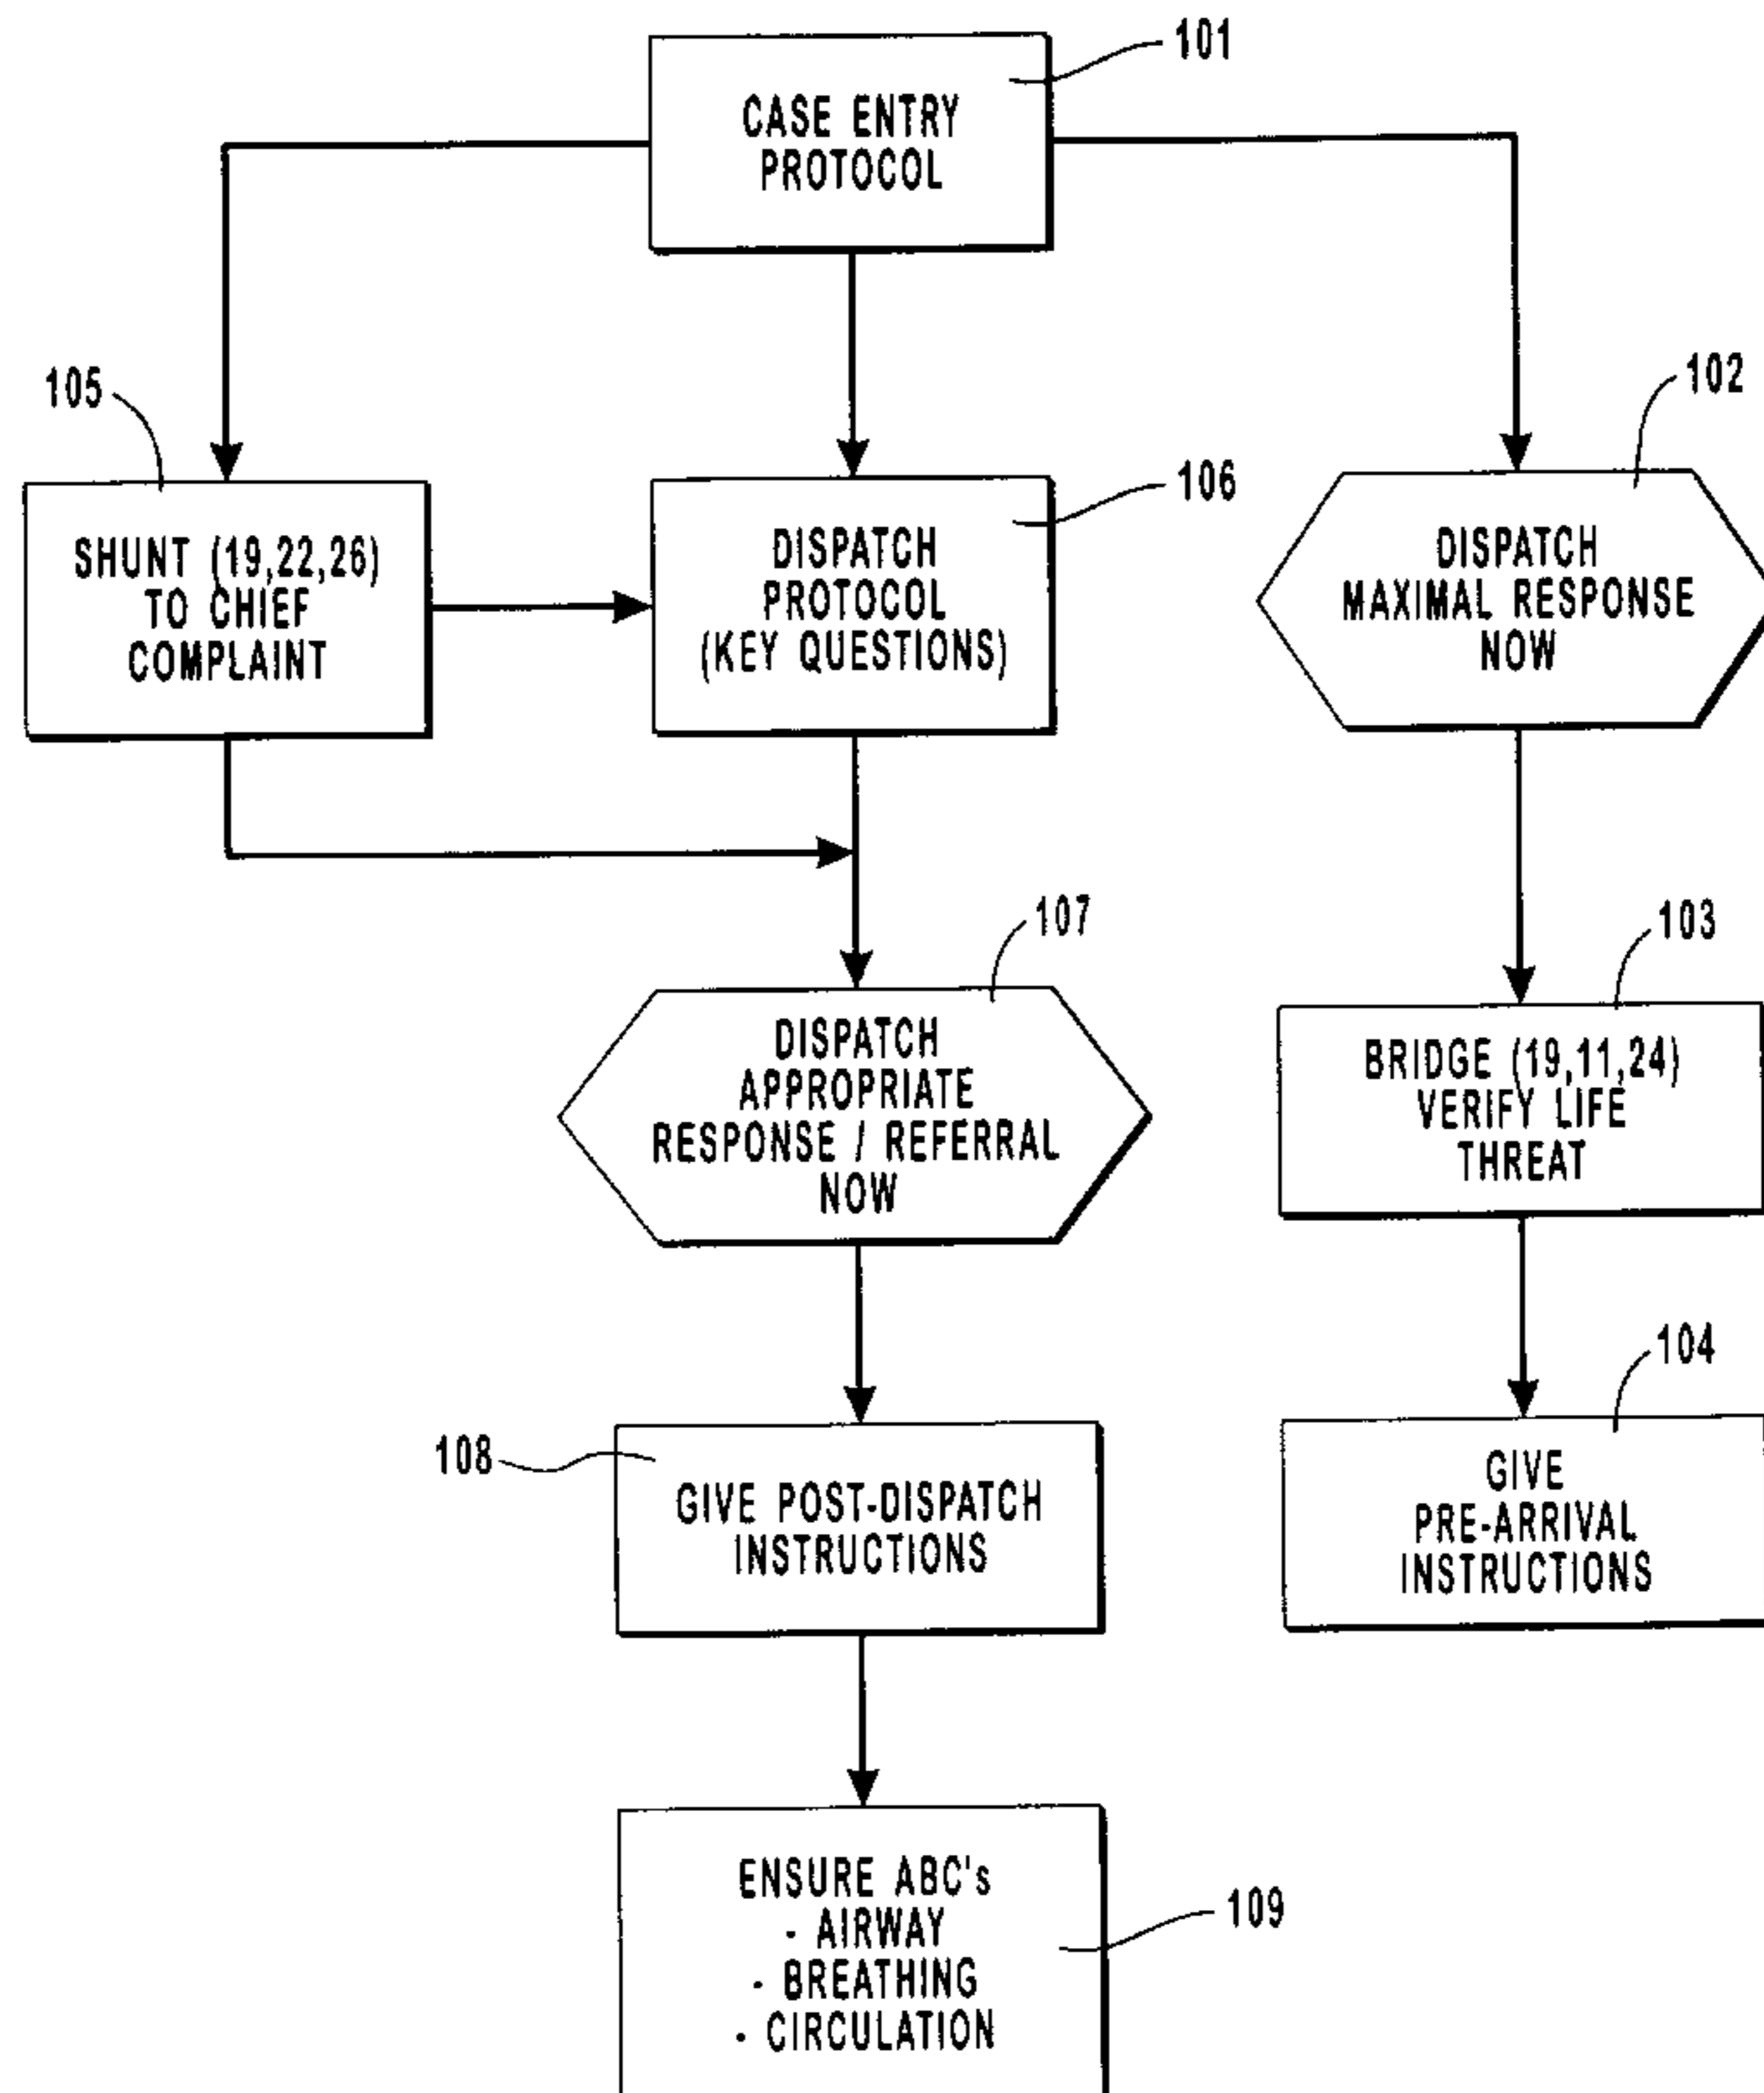 101
CASE ENTRY
PROTOCOL
105
SHUNT (19,22,26)
TO CHIEF
COMPLAINT
106
DISPATCH
PROTOCOL
(KEY QUESTIONS)
102
DISPATCH
MAXIMAL RESPONSE
NOW
107
DISPATCH
APPROPRIATE
RESPONSE / REFERRAL
NOW
103
BRIDGE (19,11,24)
VERIFY LIFE
THREAT
108
GIVE POST-DISPATCH
INSTRUCTIONS
104
GIVE
PRE-ARRIVAL
INSTRUCTIONS
109
ENSURE ABC's
- AIRWAY
- BREATHING
- CIRCULATION